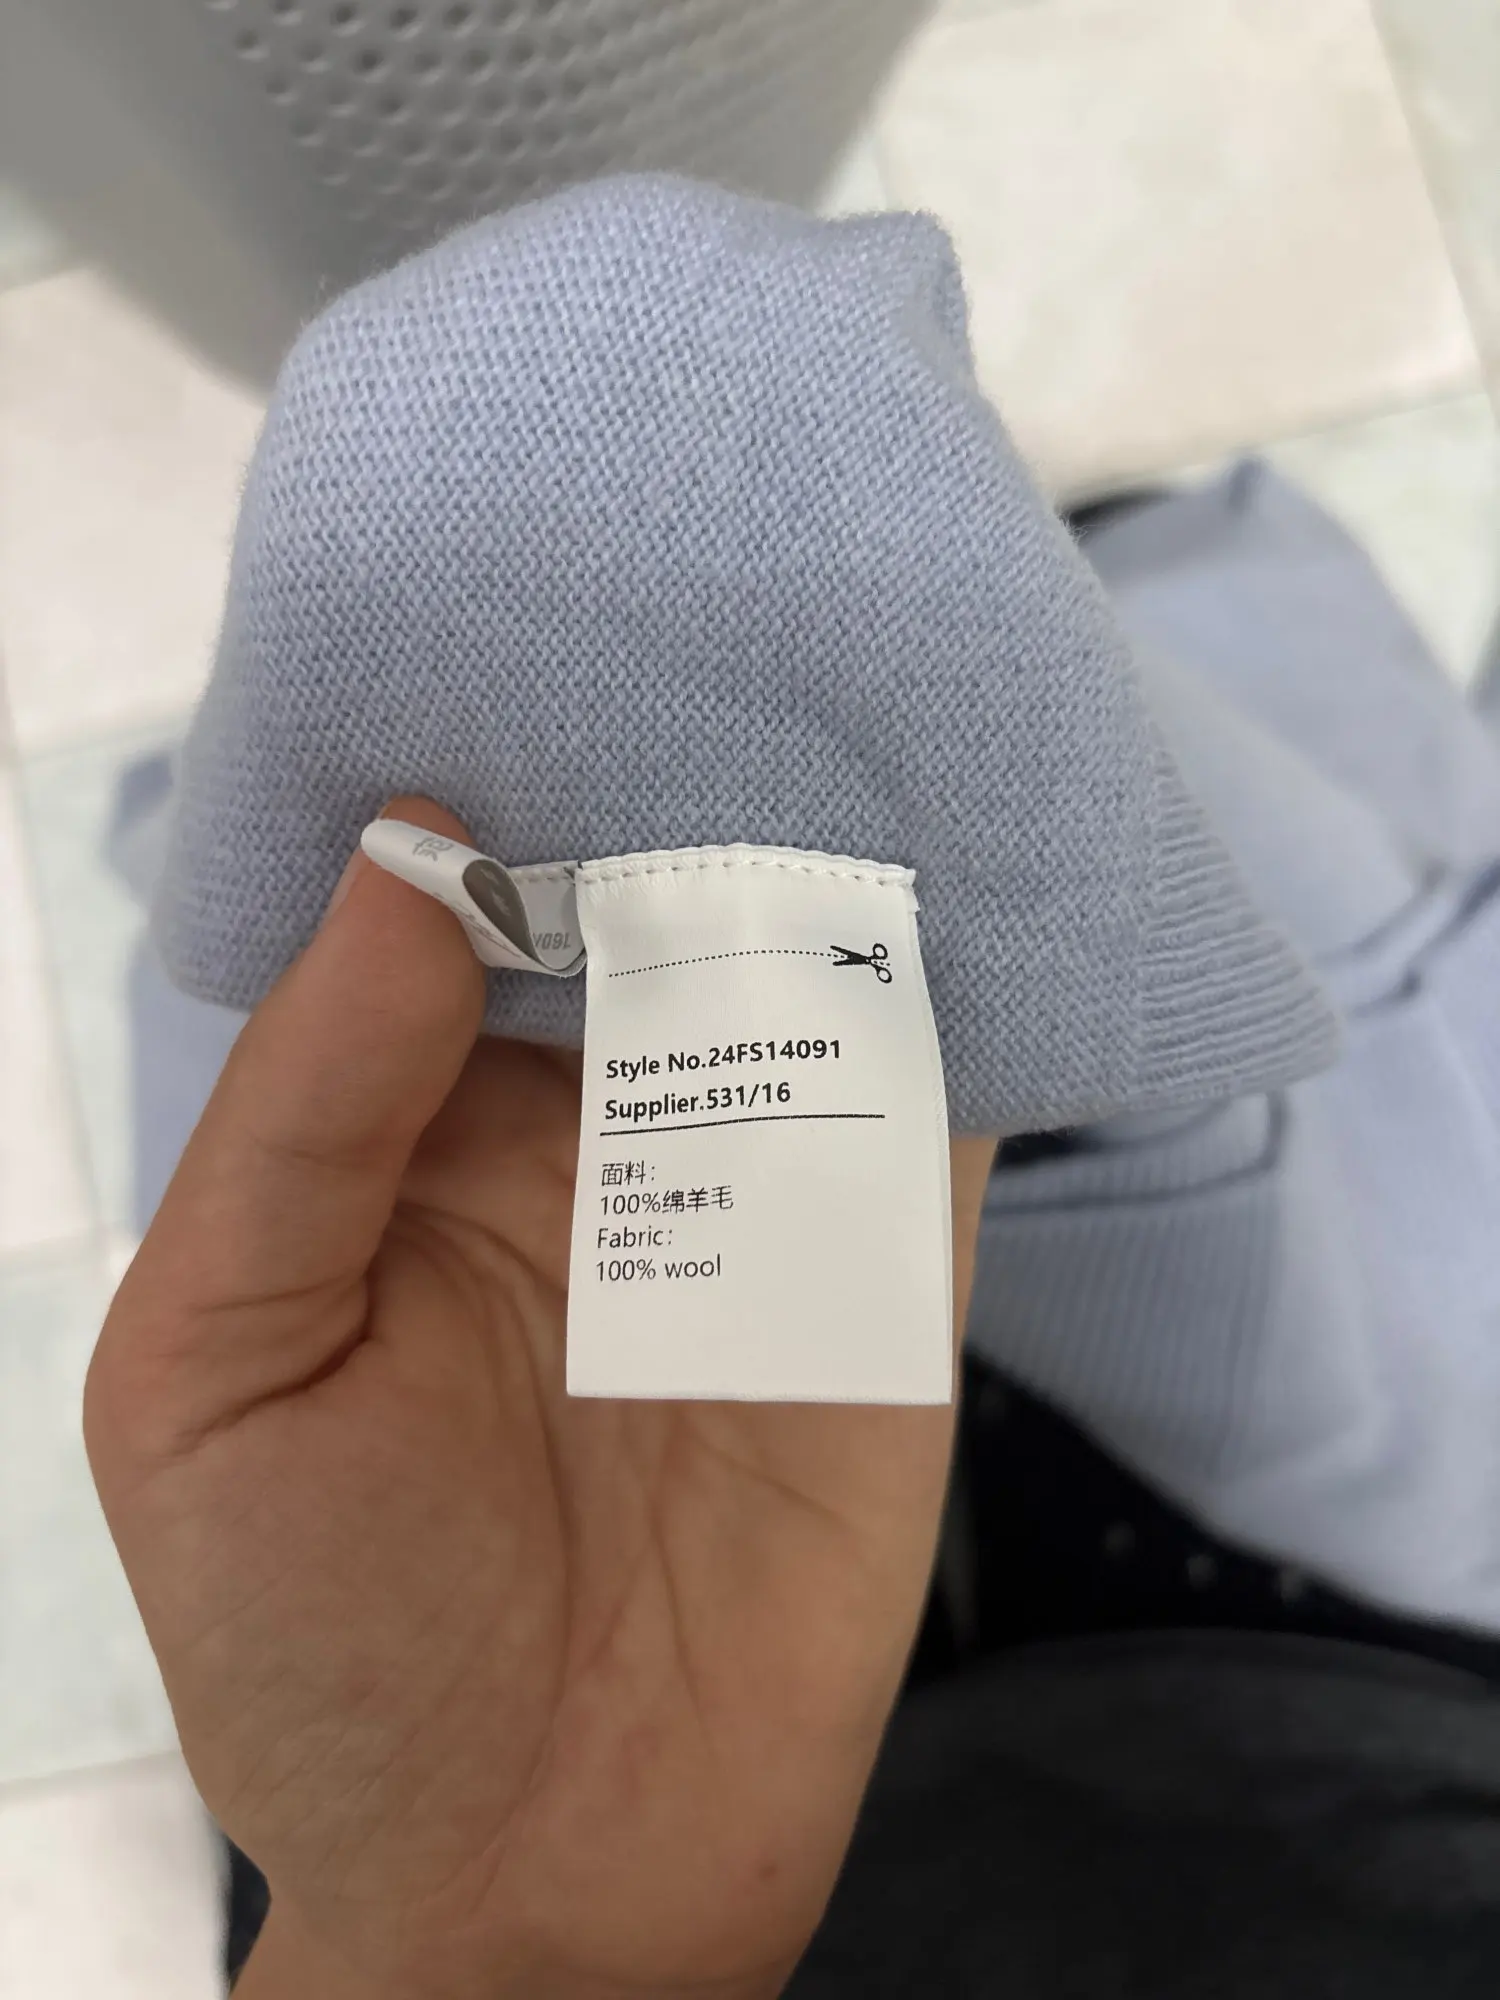 Style No.24FS14091
Supplier.531/16
面料:
100%绵羊毛
Fabric:
100% wool